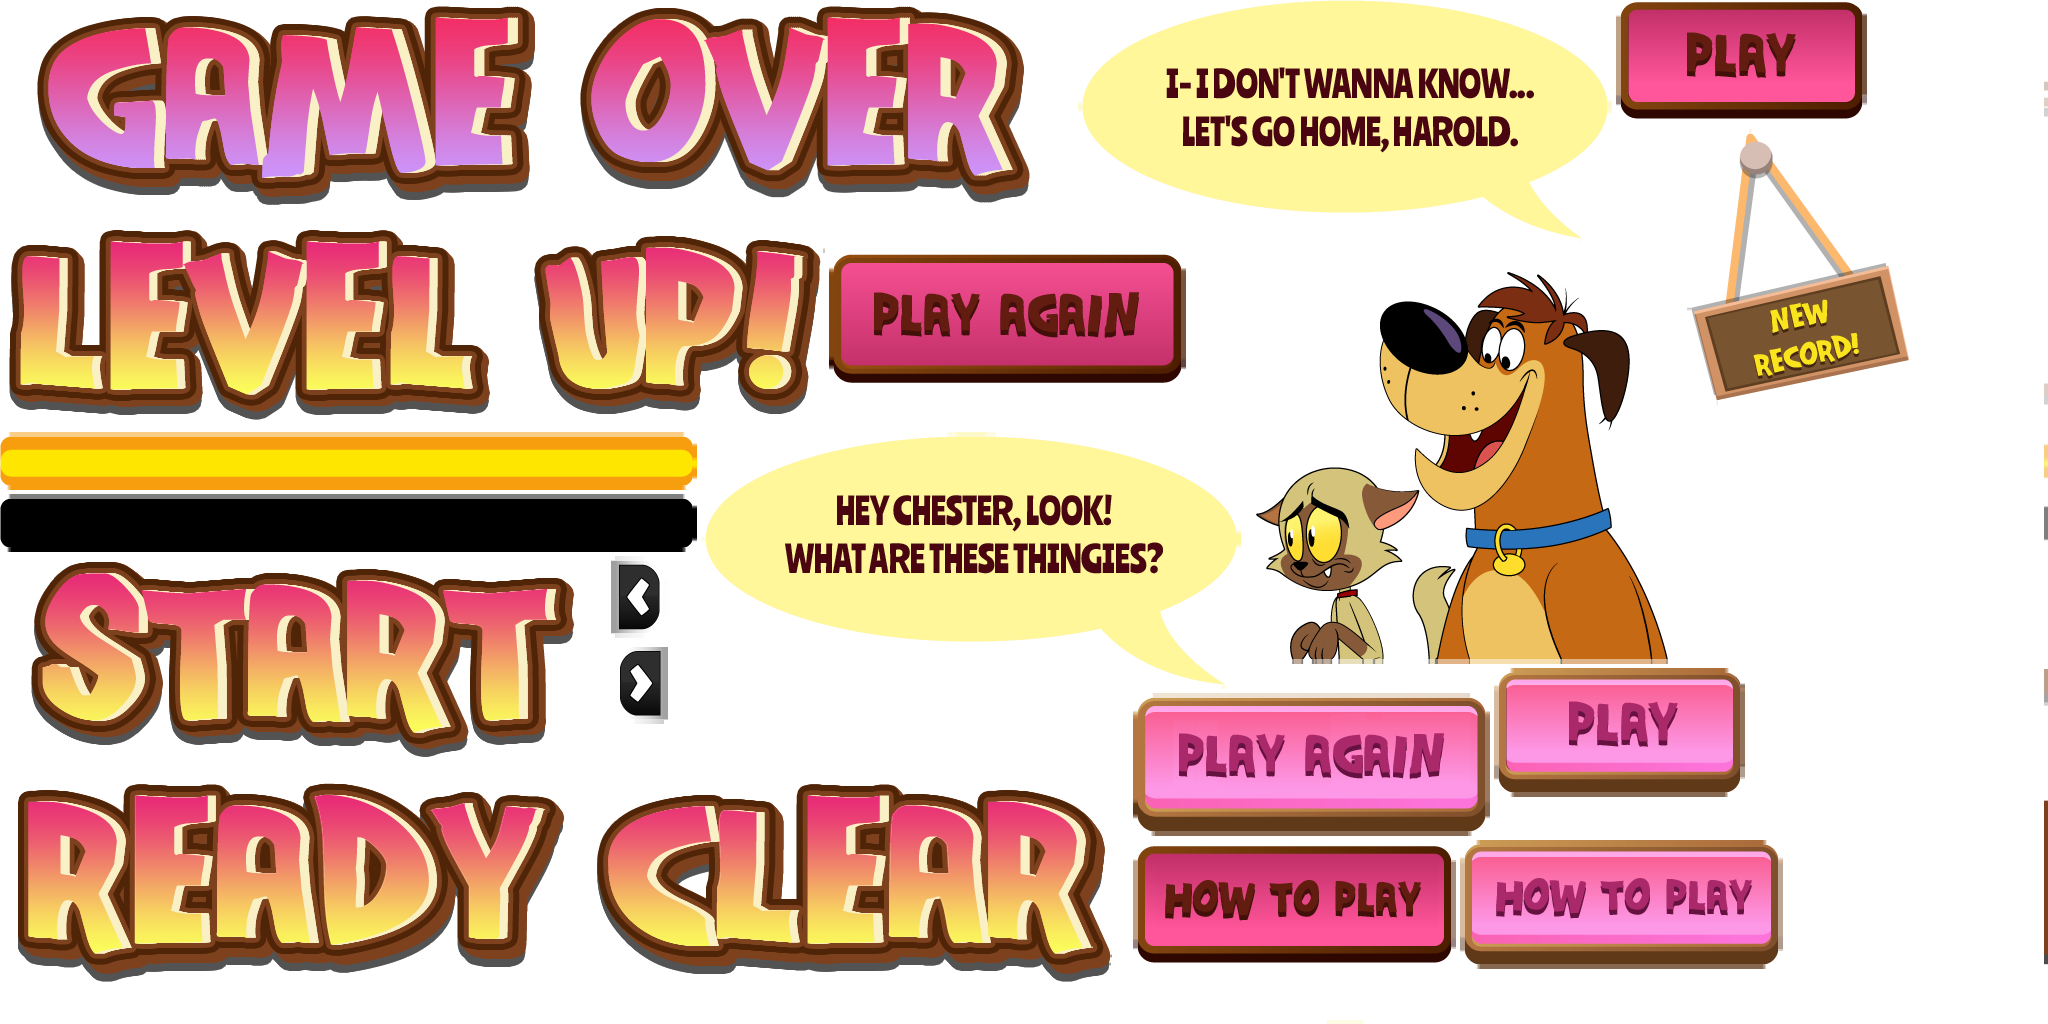 GAME OVER
I- I DON'T WANNA KNOW...
LET'S GO HOME, HAROLD.
PLAY
LEVEL UP!
PLAY AGAIN
NEW
RECORD!
HEY CHESTER, LOOK!
WHAT ARE THESE THINGIES?
START
PLAY AGAIN
PLAY
READY
CLEAR
HOW TO PLAY
HOW TO PLAY